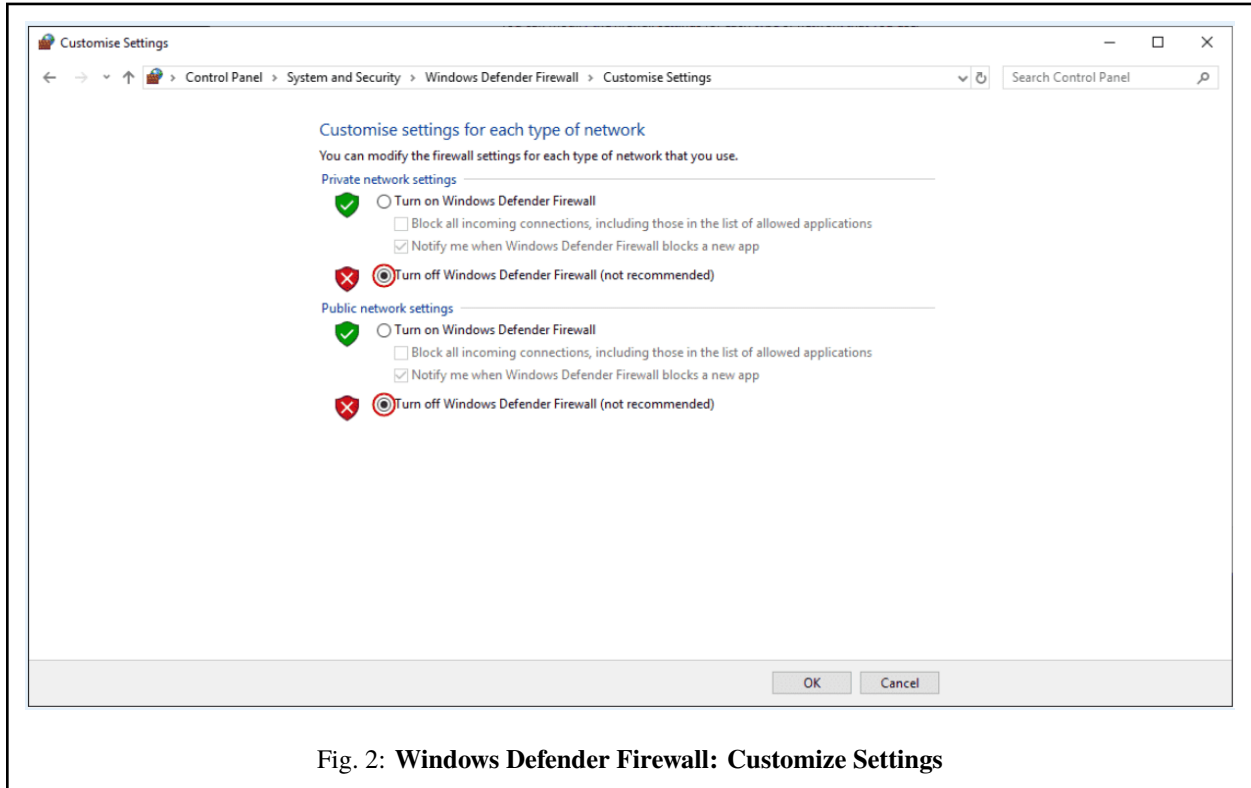 Customise Settings
Control Panel > System and Security > Windows Defender Firewall > Customise Settings
Search Control Panel
Customise settings for each type of network
You can modify the firewall settings for each type of network that you use.
Private network settings
Turn on Windows Defender Firewall
Block all incoming connections, including those in the list of allowed applications
Notify me when Windows Defender Firewall blocks a new app
Turn off Windows Defender Firewall (not recommended)
Public network settings
Turn on Windows Defender Firewall
Block all incoming connections, including those in the list of allowed applications
Notify me when Windows Defender Firewall blocks a new app
Turn off Windows Defender Firewall (not recommended)
OK Cancel
Fig. 2: Windows Defender Firewall: Customize Settings